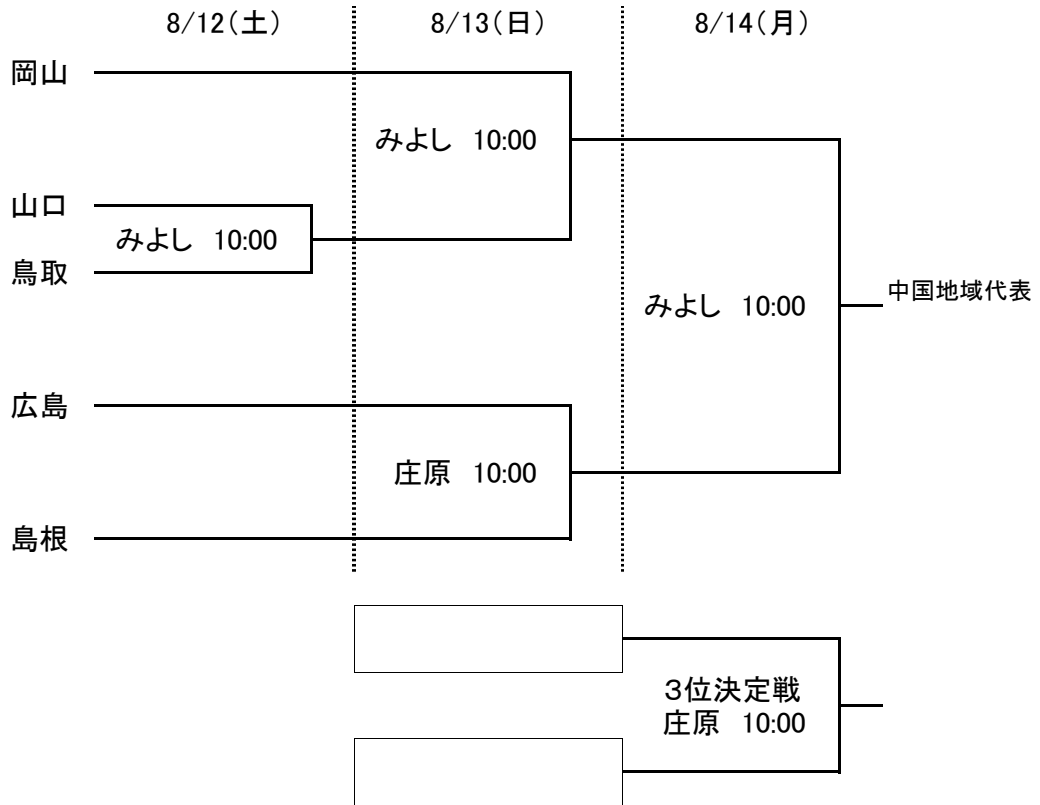 8/12(土) 8/13(日) 8/14(月)
岡山
みよし 10:00
山口
みよし 10:00
鳥取
中国地域代表
みよし 10:00
広島
庄原 10:00
島根
3位決定戦
庄原 10:00